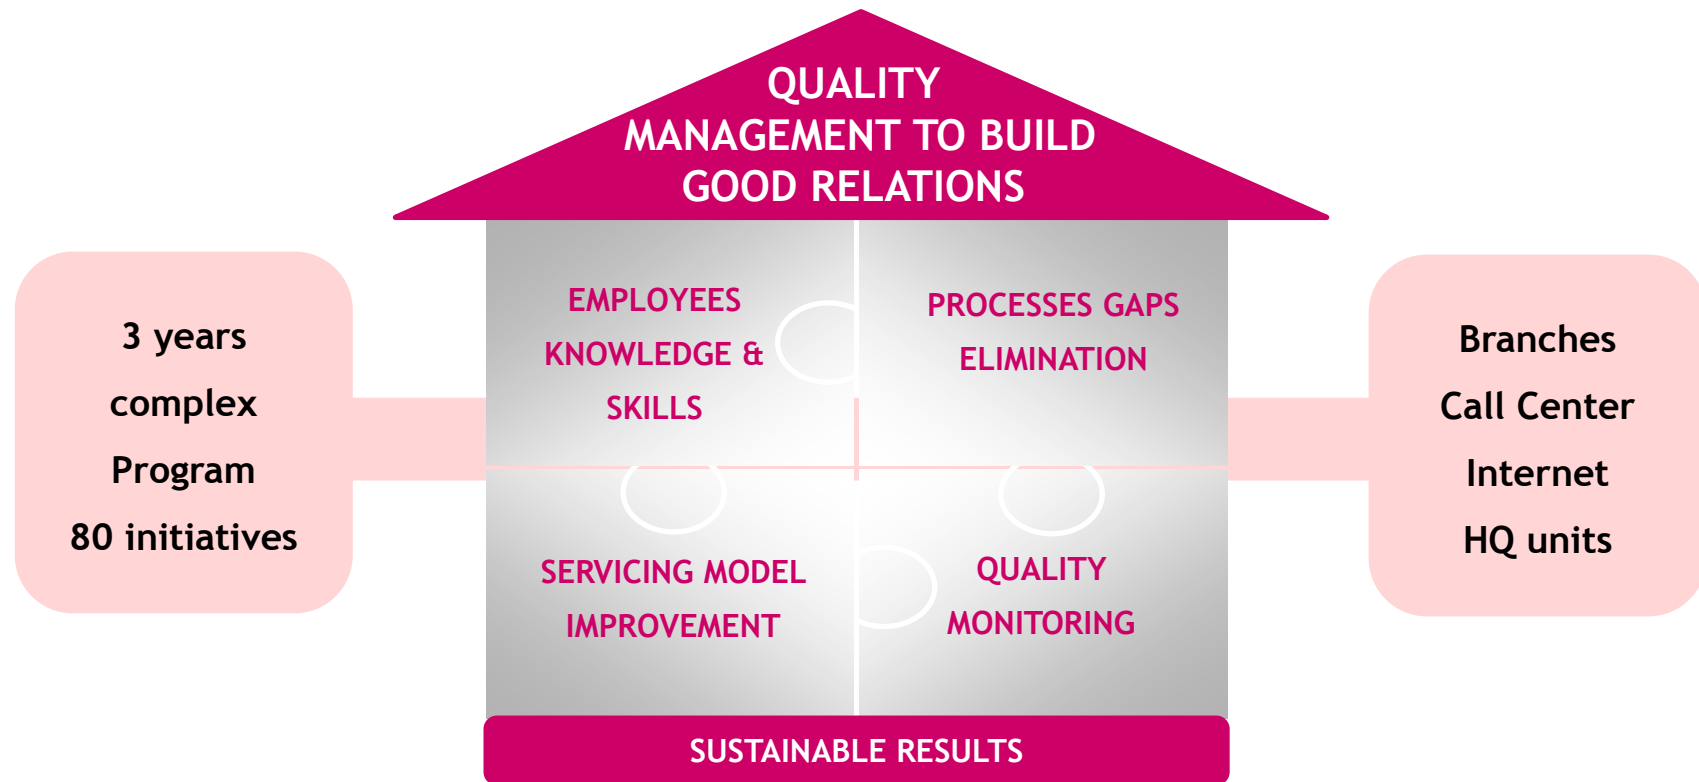 QUALITY
MANAGEMENT TO BUILD
GOOD RELATIONS
3 years
complex
Program
80 initiatives
EMPLOYEES
KNOWLEDGE &
SKILLS
PROCESSES GAPS
ELIMINATION
SERVICING MODEL
IMPROVEMENT
QUALITY
MONITORING
Branches
Call Center
Internet
HQ units
SUSTAINABLE RESULTS